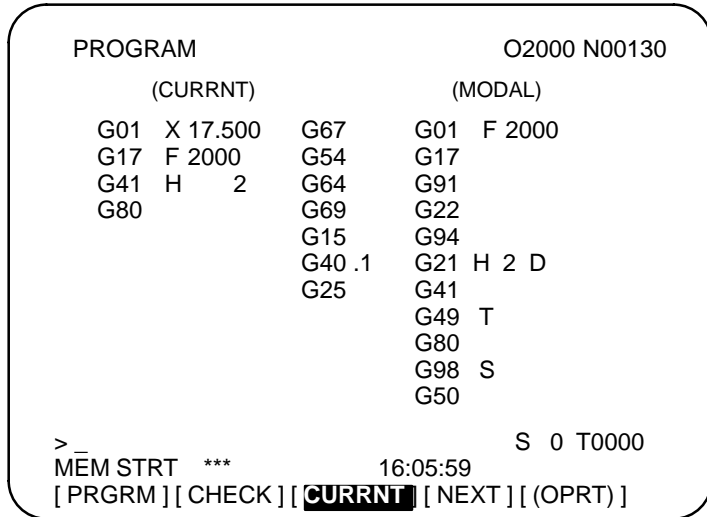 PROGRAM O2000 N00130
(CURRNT) (MODAL)
G01 X 17.500 G67 G01 F 2000
G17 F 2000 G54 G17
G41 H 2 G64 G91
G80 G69 G22
G15 G94
G40 .1 G21 H 2 D
G25 G41
G49 T
G80
G98 S
G50
>_ S 0 T0000
MEM STRT *** 16:05:59
[ PRGRM ] [ CHECK ] [ CURRNT ] [ NEXT ] [ (OPRT) ]